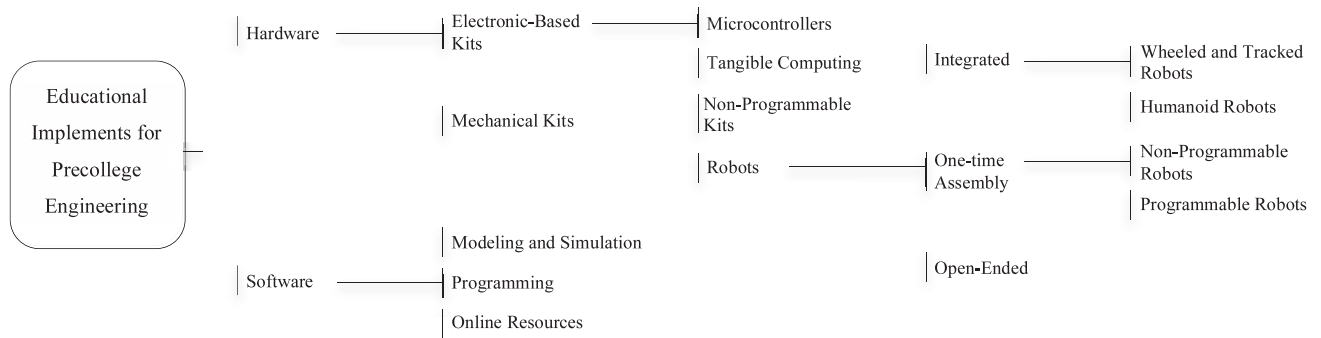 Educational
Implements for
Precollege
Engineering
Hardware
Software
Electronic-Based
Kits
Mechanical Kits
Modeling and Simulation
Programming
Online Resources
Microcontrollers
Tangible Computing
Non-Programmable
Kits
Robots
Integrated
One-time
Assembly
Open-Ended
Wheeled and Tracked
Robots
Humanoid Robots
Non-Programmable
Robots
Programmable Robots